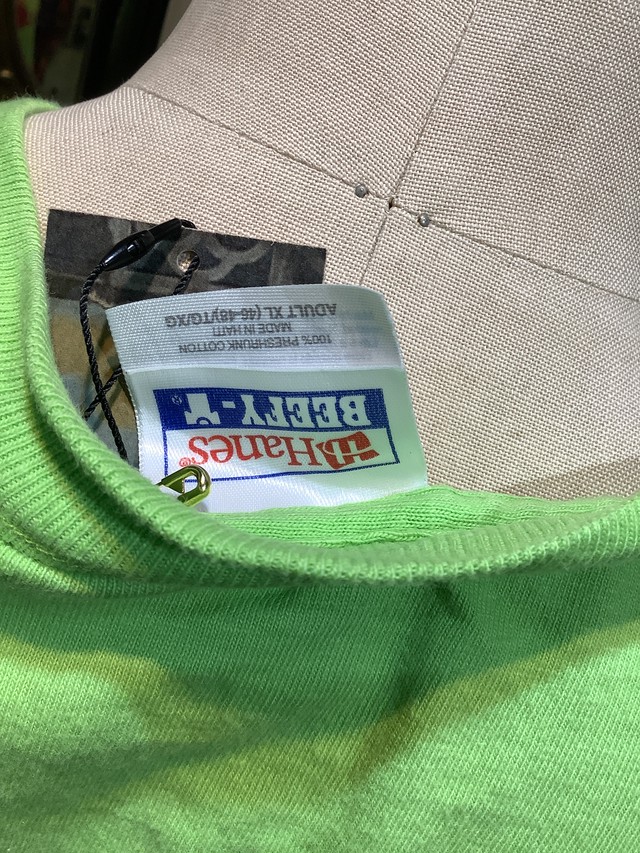 Hanes®
BEEFY-T®
100% PRESHRUNK COTTON
MADE IN HAITI
ADULT XL (46-48)/TG/XG